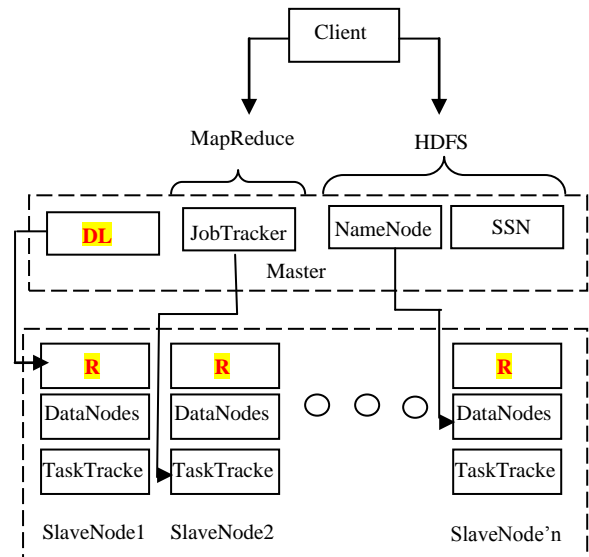 Client
MapReduce HDFS
DL JobTracker NameNode SSN
Master
R R R
DataNodes DataNodes DataNodes
TaskTracke TaskTracke TaskTracke
SlaveNode1 SlaveNode2 SlaveNode'n